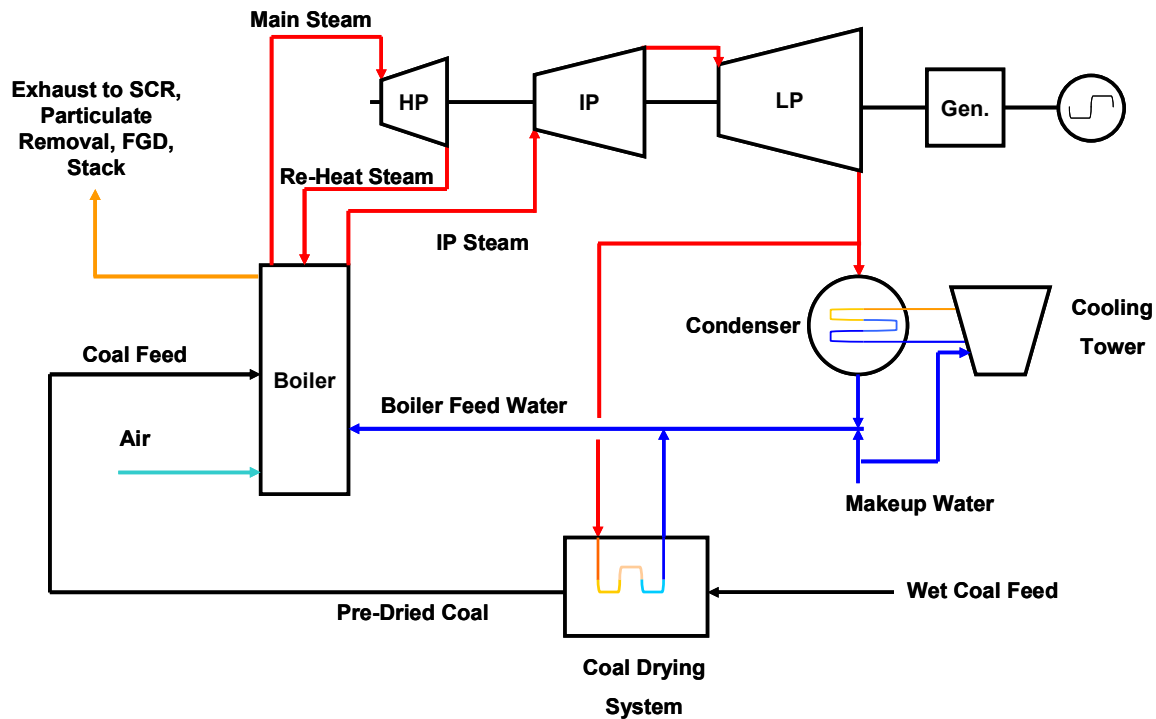 Main Steam
Exhaust to SCR,
Particulate
Removal, FGD,
Stack
HP
IP
LP
Gen.
Re-Heat Steam
IP Steam
Condenser
Cooling
Tower
Coal Feed
Boiler
Boiler Feed Water
Air
Makeup Water
Wet Coal Feed
Pre-Dried Coal
Coal Drying
System